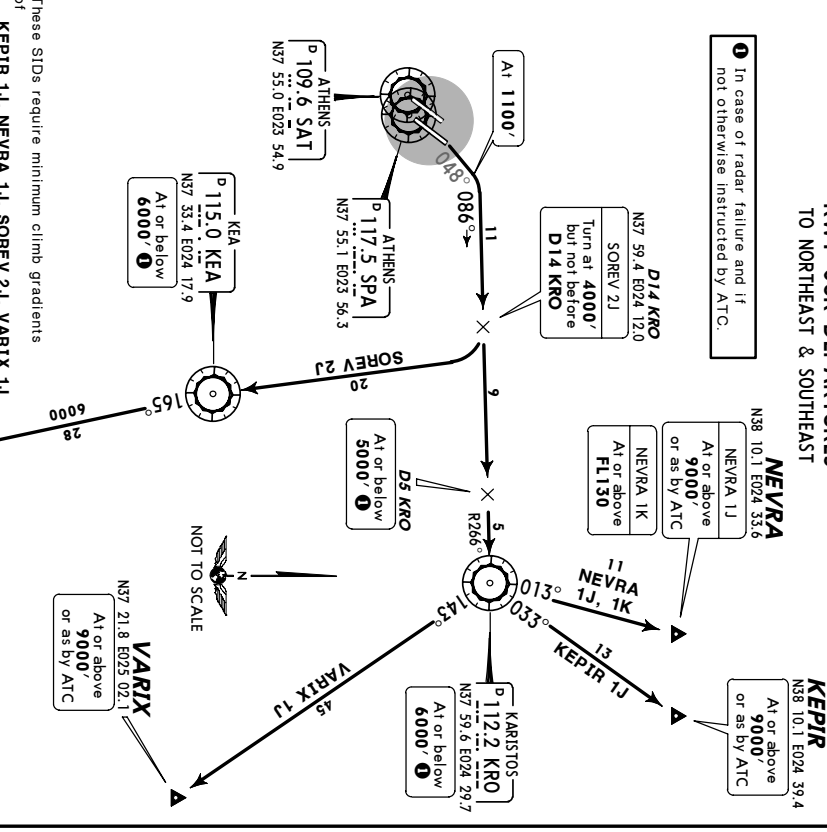 TO NORTHEAST & SOUTHEAST
1 In case of radar failure and if
not otherwise instructed by ATC.
NEVRA
N38 10.1 E024 33.6
NEVRA 1J
At or above
9000'
or as by ATC
NEVRA 1K
At or above
FL130
KEPIR
N38 10.1 E024 39.4
At or above
9000'
or as by ATC
11
NEVRA
1J, 1K
013°
13
KEPIR 1J
033°
D14 KRO
N37 59.4 E024 12.0
SOREV 2J
Turn at 4000'
but not before
D14 KRO
At 1100'
048°
086°
11
9
5
R266°
ATHENS
D 109.6 SAT
N37 55.0 E023 54.9
ATHENS
D 117.5 SPA
N37 55.1 E023 56.3
D5 KRO
At or below
5000' 1
KARISTOS
D 112.2 KRO
N37 59.6 E024 29.7
At or below
6000' 1
143°
VARIX 1J
45
SOREV 2J
20
KEA
D 115.0 KEA
N37 33.4 E024 17.9
At or below
6000' 1
165°
6000
28
N
NOT TO SCALE
VARIX
N37 21.8 E025 02.1
At or above
9000'
or as by ATC
These SIDs require minimum climb gradients
of
KEPIR 1J, NEVRA 1J, SOREV 2J, VARIX 1J